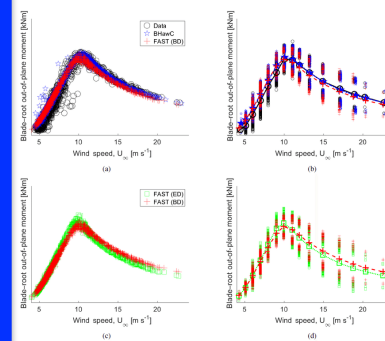 Blade-root out-of-plane moment [kNm]
Data
BHawC
FAST (BD)
5
10
15
20
Wind speed, U∞ [m s⁻¹]
(a)
Blade-root out-of-plane moment [kNm]
5
10
15
20
Wind speed, U∞ [m s⁻¹]
(b)
Blade-root out-of-plane moment [kNm]
FAST (ED)
FAST (BD)
5
10
15
20
Wind speed, U∞ [m s⁻¹]
(c)
Blade-root out-of-plane moment [kNm]
5
10
15
20
Wind speed, U∞ [m s⁻¹]
(d)